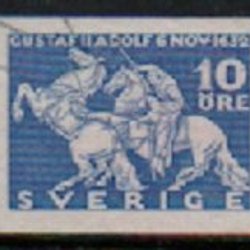 GUSTAF II ADOLF 6 NOV 1632
10
ÖRE
SVERIGE